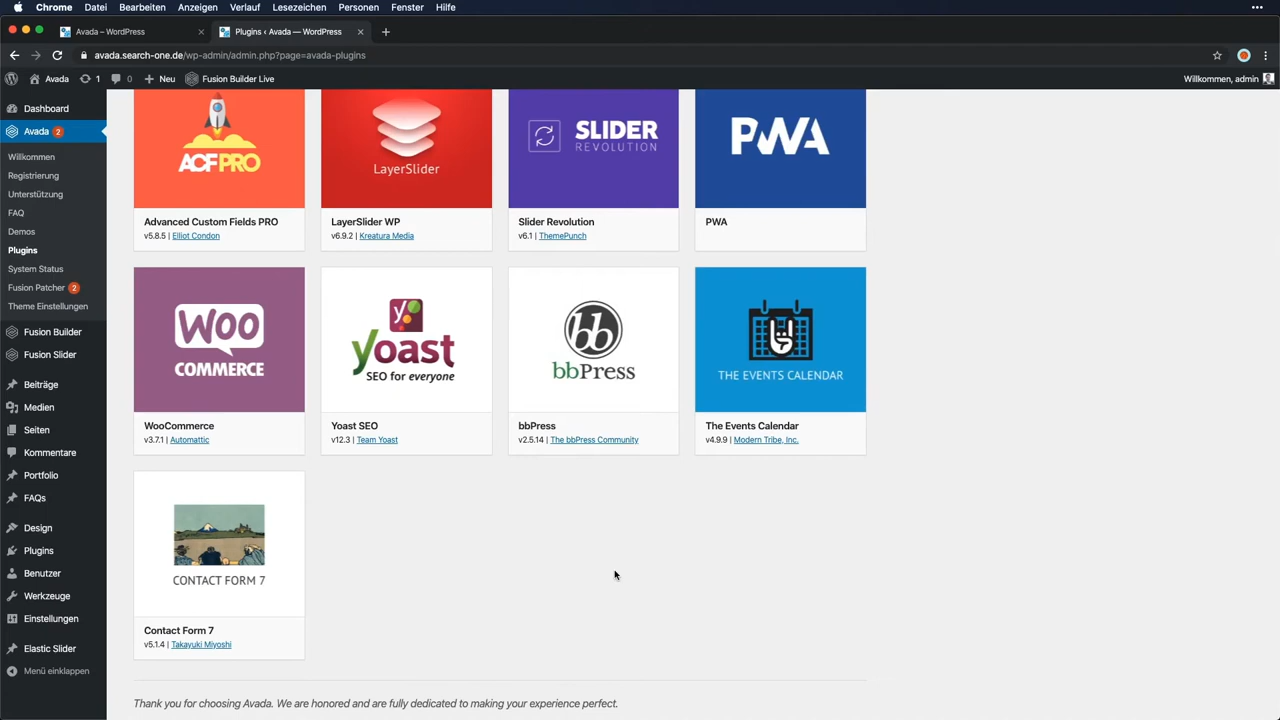 Chrome Datei Bearbeiten Anzeigen Verlauf Lesezeichen Personen Fenster Hilfe
Avada – WordPress
Plugins ‹ Avada — WordPress
avada.search-one.de/wp-admin/admin.php?page=avada-plugins
Avada 1 0 Neu Fusion Builder Live
Willkommen, admin
Dashboard
Avada 2
Willkommen
Registrierung
Unterstützung
FAQ
Demos
Plugins
System Status
Fusion Patcher 2
Theme Einstellungen
Fusion Builder
Fusion Slider
Beiträge
Medien
Seiten
Kommentare
Portfolio
FAQs
Design
Plugins
Benutzer
Werkzeuge
Einstellungen
Elastic Slider
Menü einklappen
ACFPRO
Advanced Custom Fields PRO
v5.8.5 | Elliot Condon
LayerSlider
LayerSlider WP
v6.9.2 | Kreatura Media
SLIDER
REVOLUTION
Slider Revolution
v6.1 | ThemePunch
PWA
PWA
WOO
COMMERCE
WooCommerce
v3.7.1 | Automattic
y
yoast
SEO for everyone
Yoast SEO
v12.3 | Team Yoast
bb
bbPress
bbPress
v2.5.14 | The bbPress Community
THE EVENTS CALENDAR
The Events Calendar
v4.9.9 | Modern Tribe, Inc.
CONTACT FORM 7
Contact Form 7
v5.1.4 | Takayuki Miyoshi
Thank you for choosing Avada. We are honored and are fully dedicated to making your experience perfect.